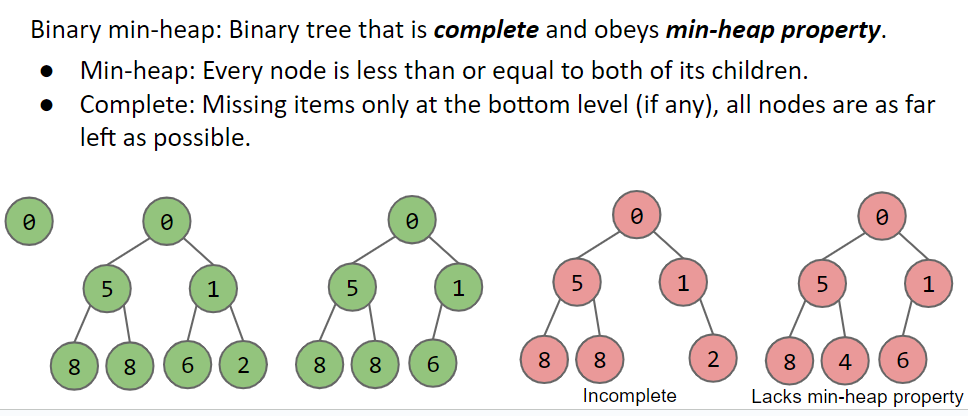 Binary min-heap: Binary tree that is complete and obeys min-heap property.
● Min-heap: Every node is less than or equal to both of its children.
● Complete: Missing items only at the bottom level (if any), all nodes are as far
left as possible.
0
0
5 1
8 8 6 2
0
5 1
8 8 6
0
5 1
8 8 2
Incomplete
0
5 1
8 4 6
Lacks min-heap property